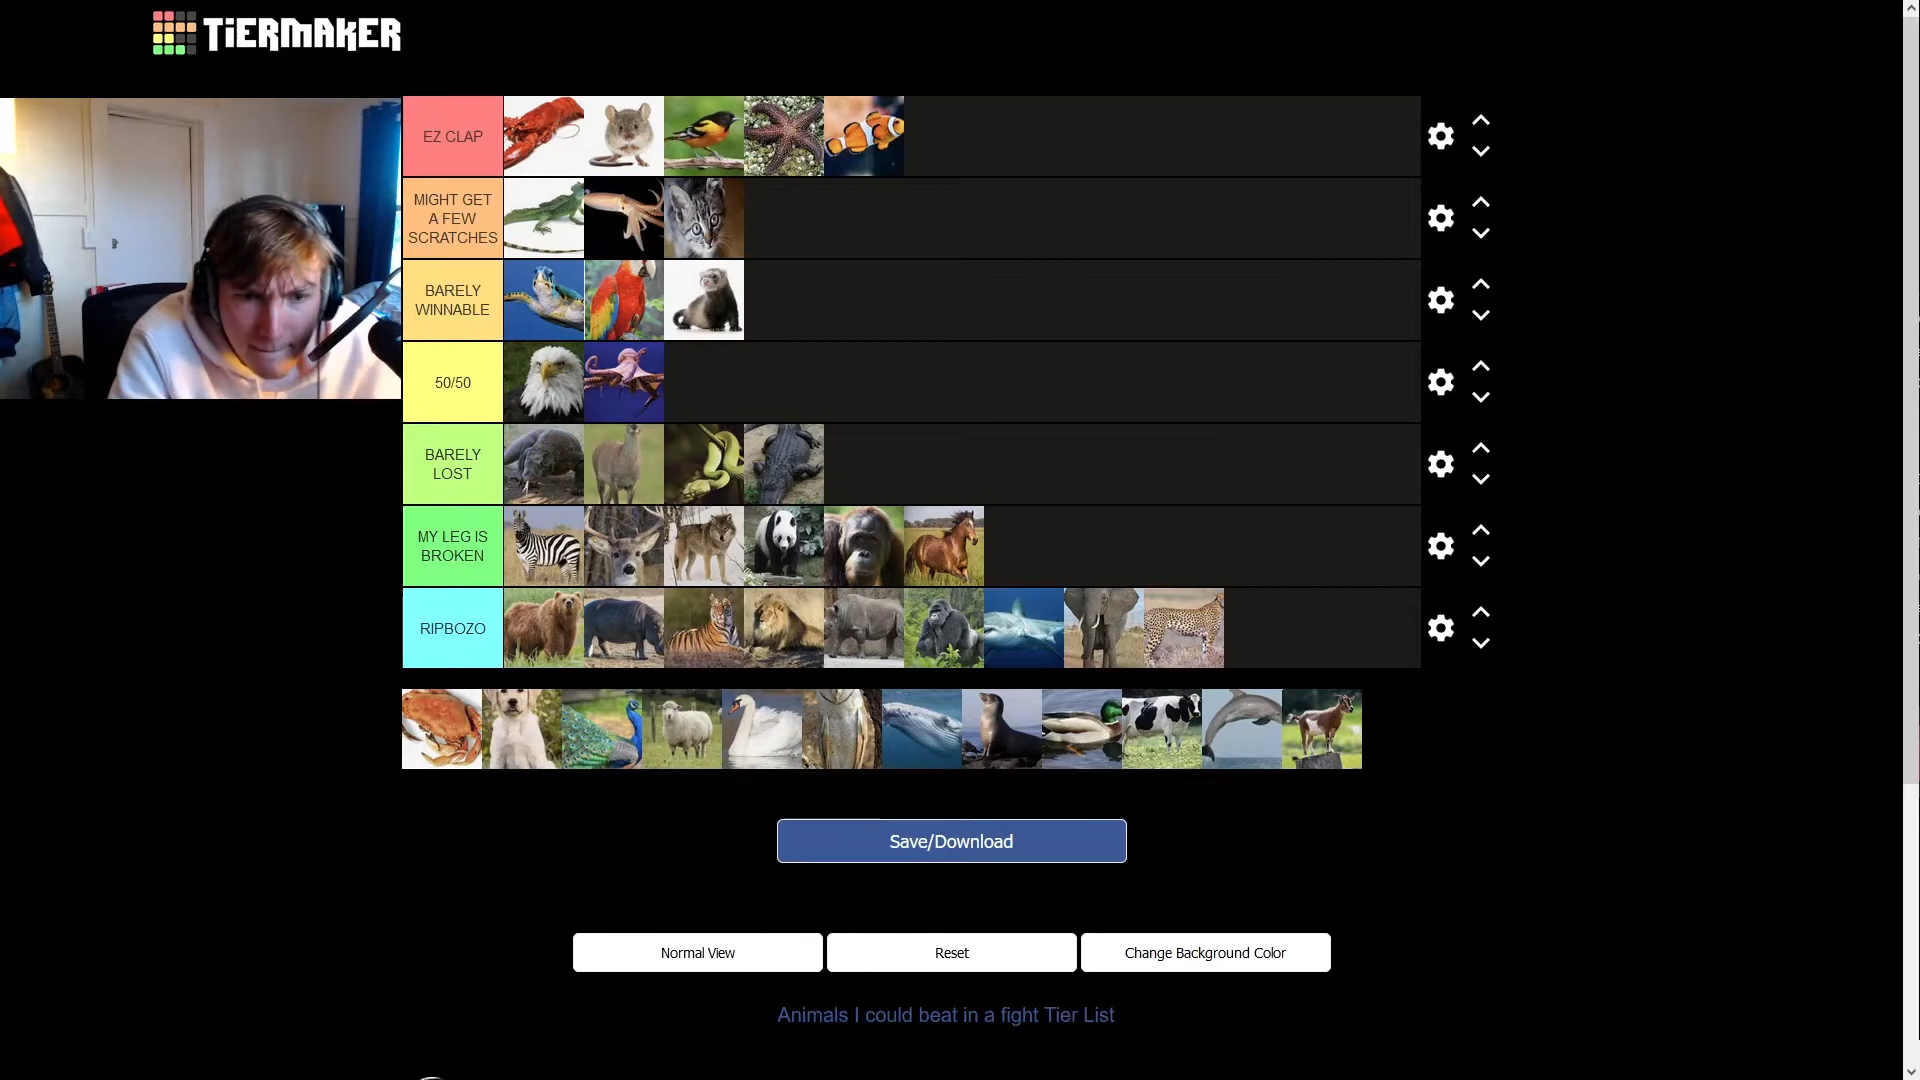 TiERMAKER
EZ CLAP
MIGHT GET
A FEW
SCRATCHES
BARELY
WINNABLE
50/50
BARELY
LOST
MY LEG IS
BROKEN
RIPBOZO
Save/Download
Normal View
Reset
Change Background Color
Animals I could beat in a fight Tier List